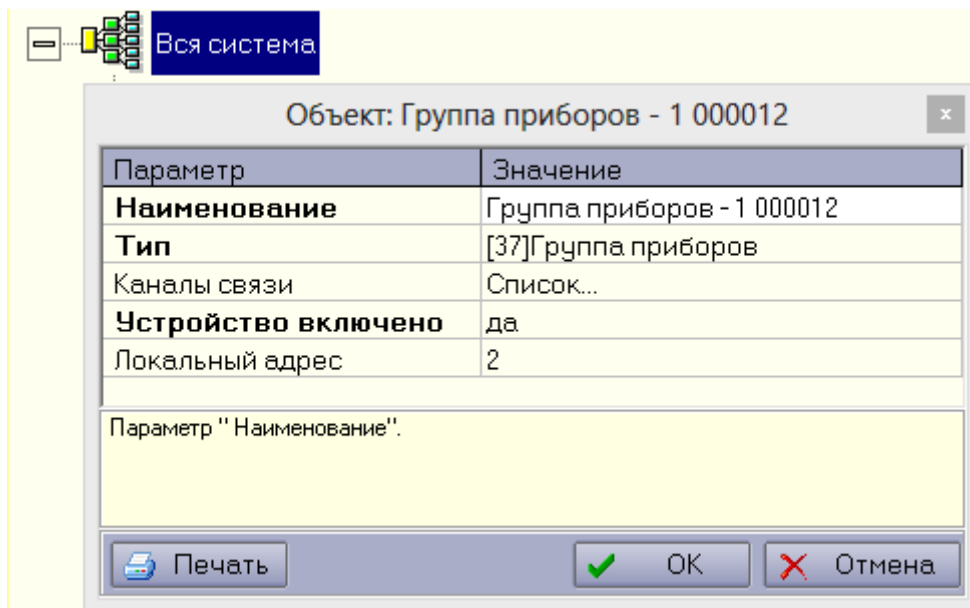 Вся система
Объект: Группа приборов - 1 000012
x
Параметр Значение
Наименование Группа приборов - 1 000012
Тип [37]Группа приборов
Каналы связи Список...
Устройство включено да
Локальный адрес 2
Параметр "Наименование".
Печать OK Отмена